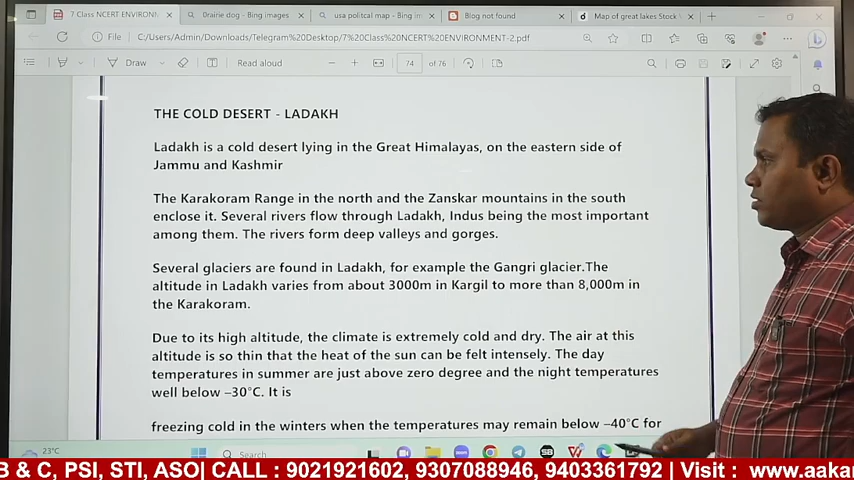 7 Class NCERT ENVIRONM
0rairie dog - Bing images
usa politcal map - Bing im
Blog not found
Map of great lakes Stock V
File
C:/Users/Admin/Downloads/Telegram%20Desktop/7%20Class%20NCERT%20ENVIRONMENT-2.pdf
Draw
Read aloud
74
of 76
THE COLD DESERT - LADAKH
Ladakh is a cold desert lying in the Great Himalayas, on the eastern side of
Jammu and Kashmir
The Karakoram Range in the north and the Zanskar mountains in the south
enclose it. Several rivers flow through Ladakh, Indus being the most important
among them. The rivers form deep valleys and gorges.
Several glaciers are found in Ladakh, for example the Gangri glacier.The
altitude in Ladakh varies from about 3000m in Kargil to more than 8,000m in
the Karakoram.
Due to its high altitude, the climate is extremely cold and dry. The air at this
altitude is so thin that the heat of the sun can be felt intensely. The day
temperatures in summer are just above zero degree and the night temperatures
well below –30°C. It is
freezing cold in the winters when the temperatures may remain below –40°C for
23°C
Search
SB
B & C, PSI, STI, ASO| CALL : 9021921602, 9307088946, 9403361792 | Visit : www.aakar